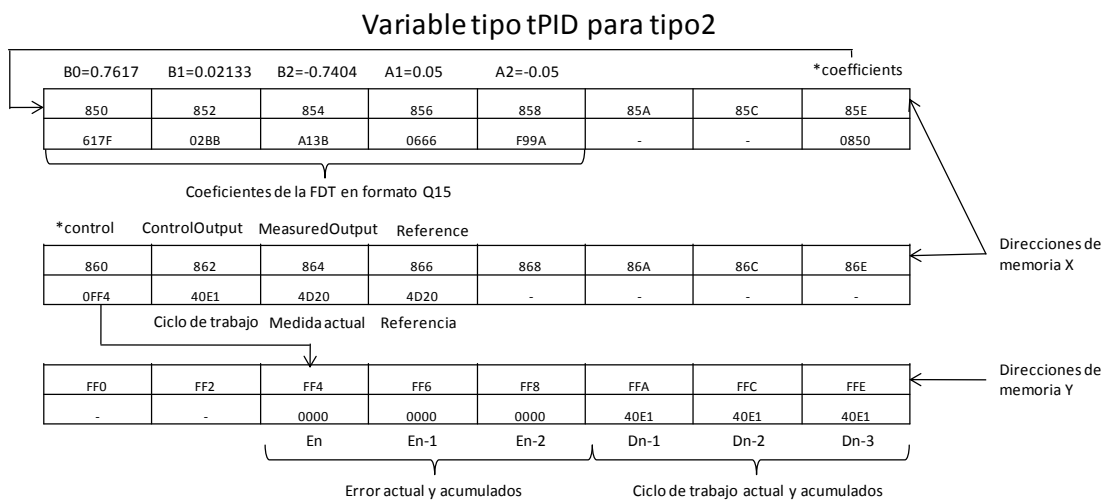 Variable tipo tPID para tipo2
B0=0.7617 B1=0.02133 B2=-0.7404 A1=0.05 A2=-0.05 *coefficients
850 852 854 856 858 85A 85C 85E
617F 02BB A13B 0666 F99A - - 0850
Coeficientes de la FDT en formato Q15
*control ControlOutput MeasuredOutput Reference
860 862 864 866 868 86A 86C 86E
0FF4 40E1 4D20 4D20 - - - -
Ciclo de trabajo Medida actual Referencia
Direcciones de
memoria X
FF0 FF2 FF4 FF6 FF8 FFA FFC FFE
- - 0000 0000 0000 40E1 40E1 40E1
En En-1 En-2 Dn-1 Dn-2 Dn-3
Direcciones de
memoria Y
Error actual y acumulados Ciclo de trabajo actual y acumulados